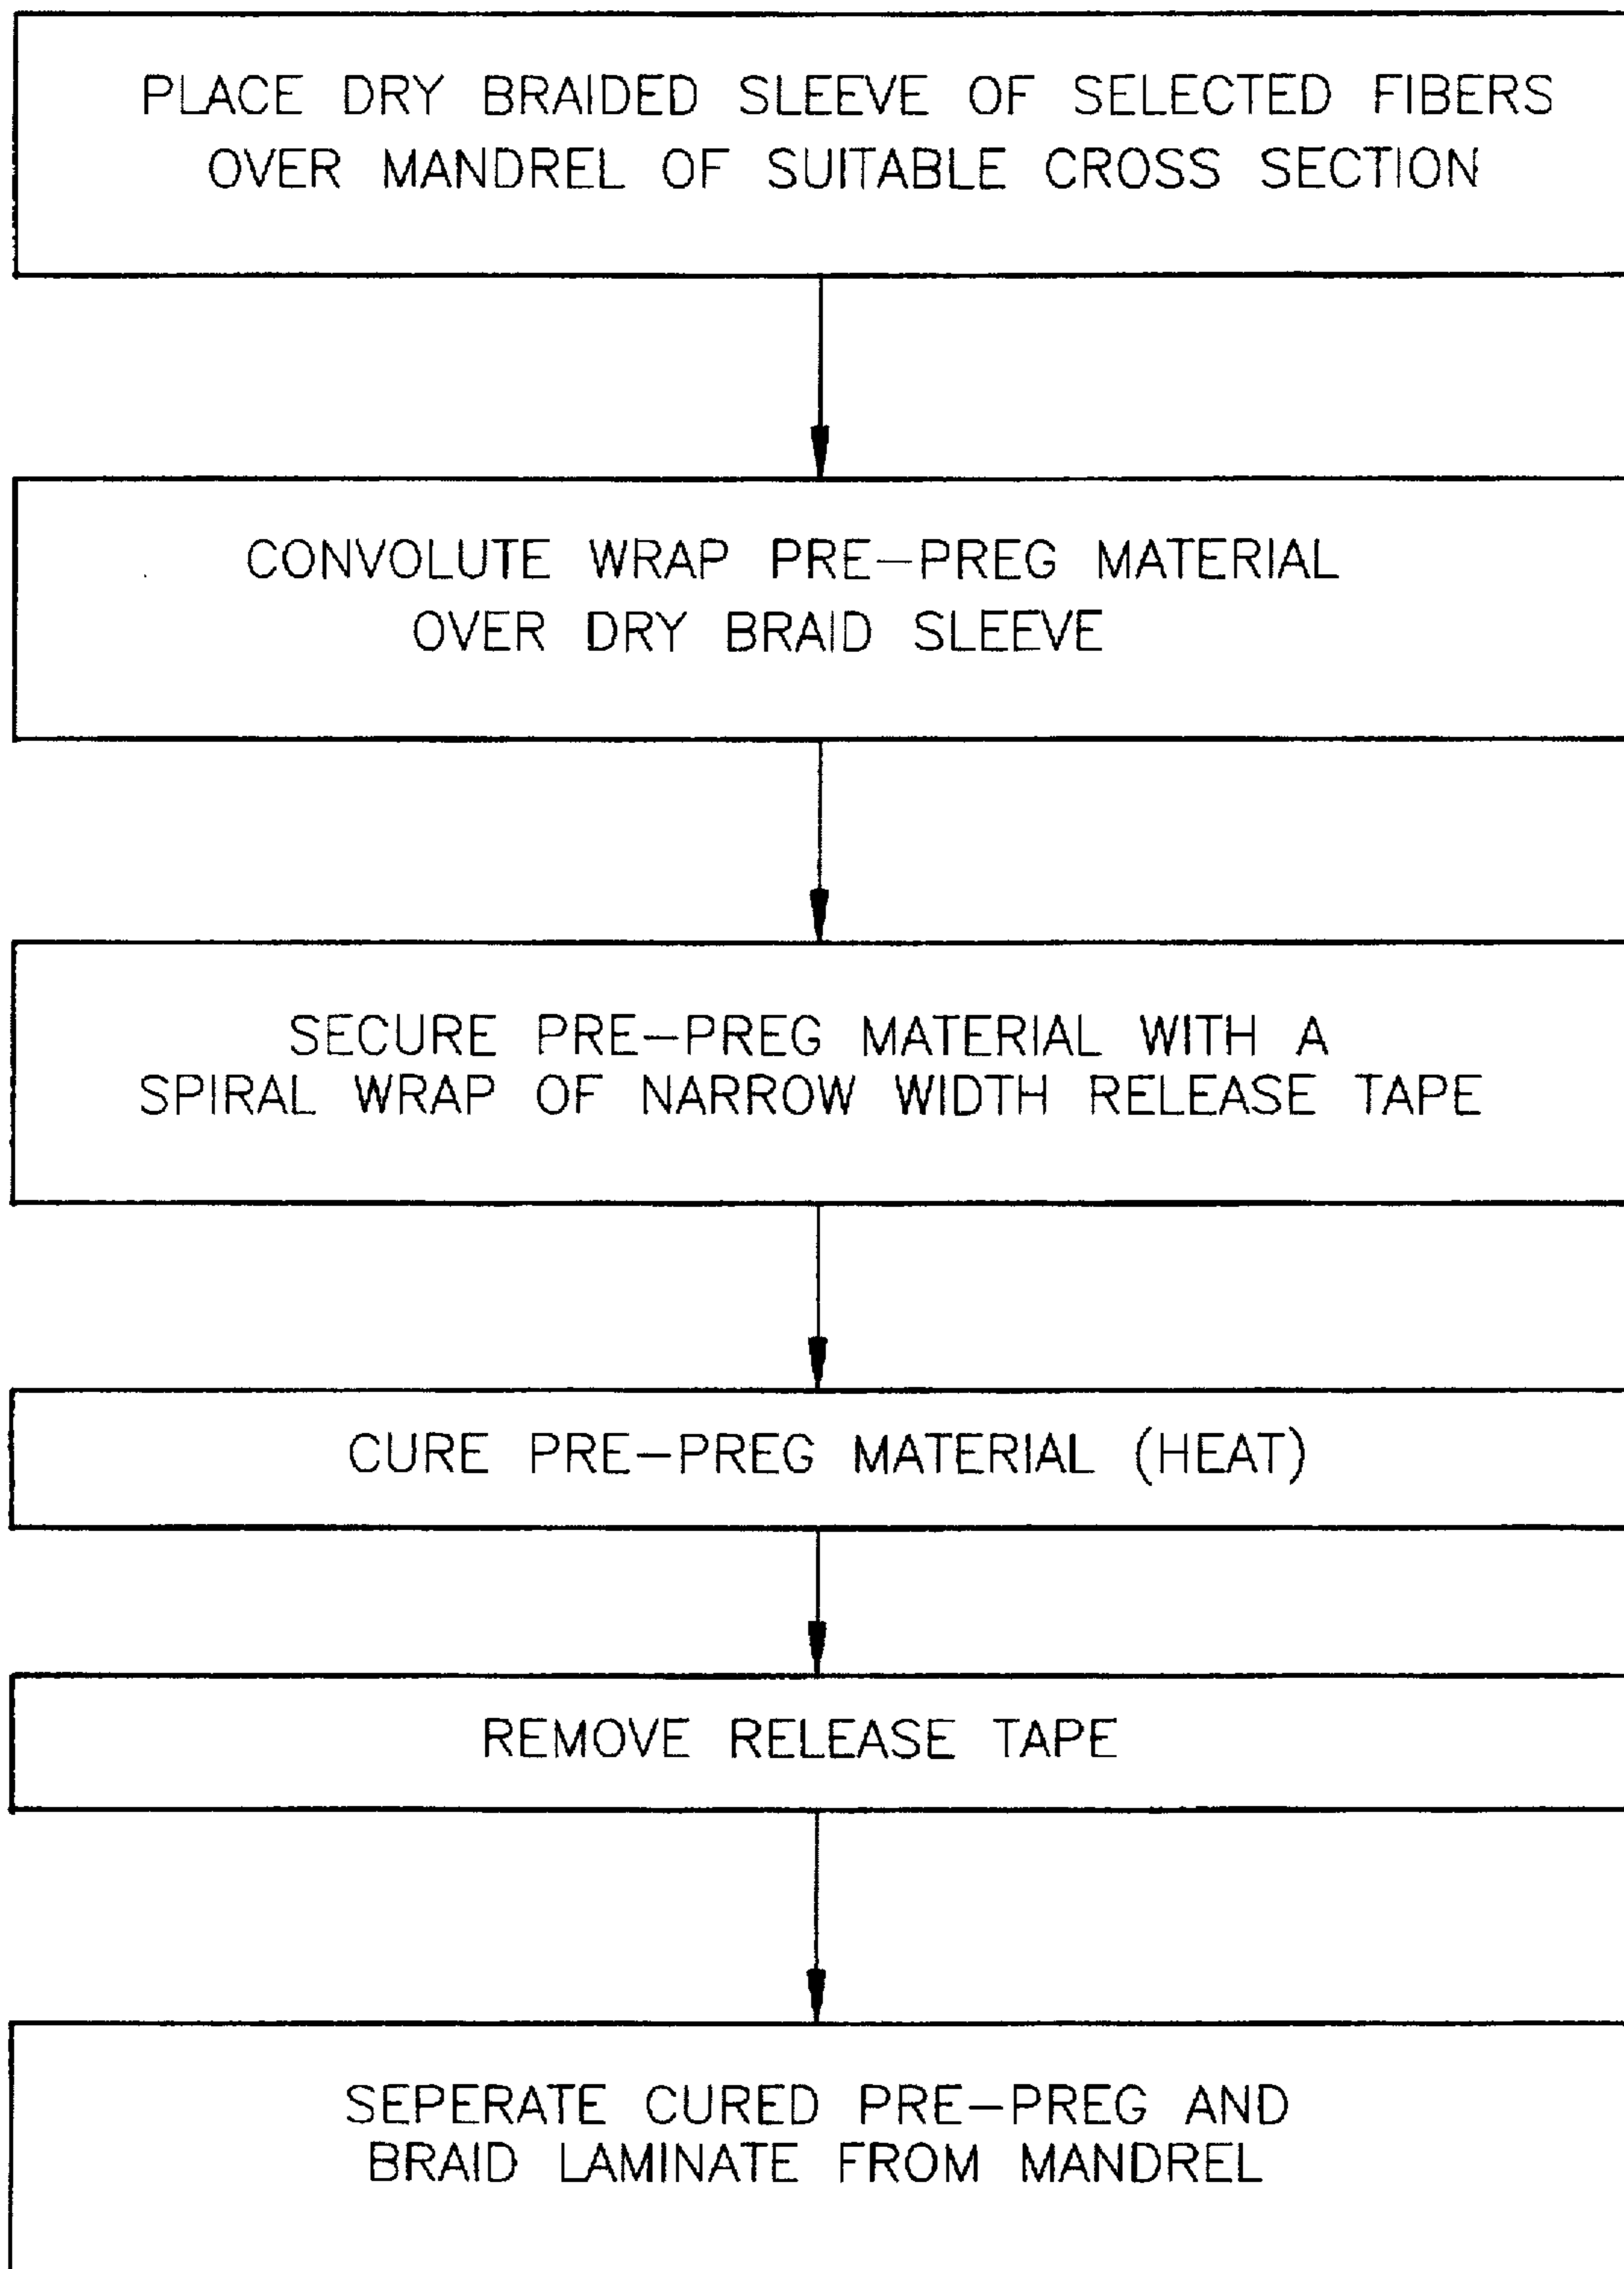 PLACE DRY BRAIDED SLEEVE OF SELECTED FIBERS
OVER MANDREL OF SUITABLE CROSS SECTION
CONVOLUTE WRAP PRE-PREG MATERIAL
OVER DRY BRAID SLEEVE
SECURE PRE-PREG MATERIAL WITH A
SPIRAL WRAP OF NARROW WIDTH RELEASE TAPE
CURE PRE-PREG MATERIAL (HEAT)
REMOVE RELEASE TAPE
SEPERATE CURED PRE-PREG AND
BRAID LAMINATE FROM MANDREL